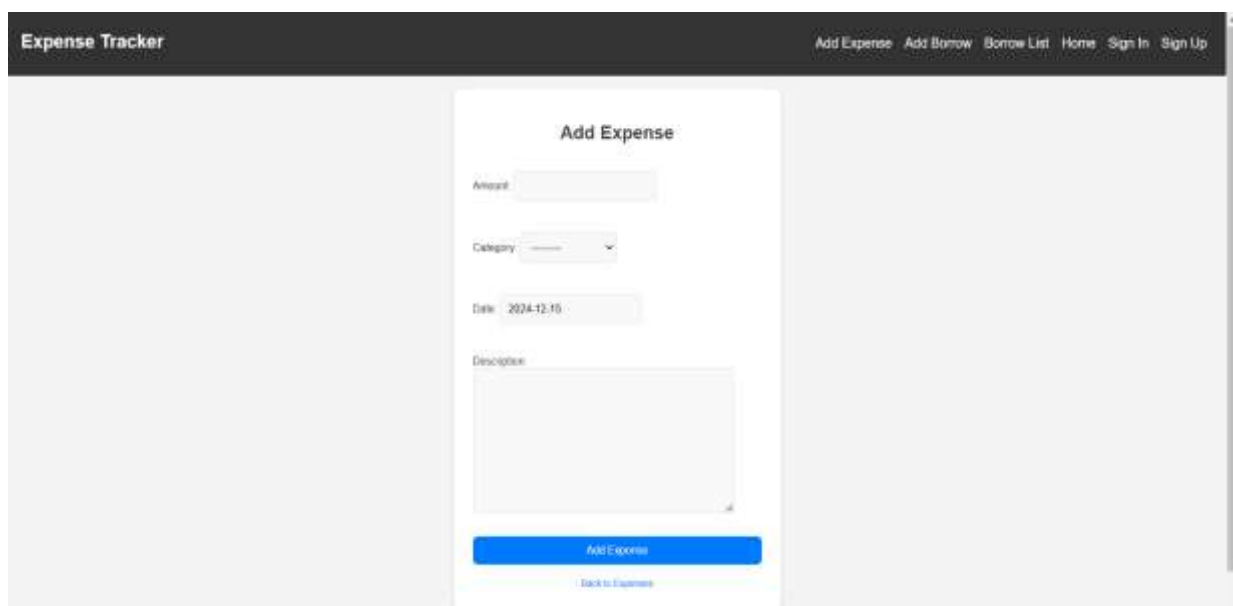 Expense Tracker
Add Expense Add Borrow Borrow List Home Sign In Sign Up
Add Expense
Amount
Category ---------
Date 2024-12-15
Description
Add Expense
Back to Expenses